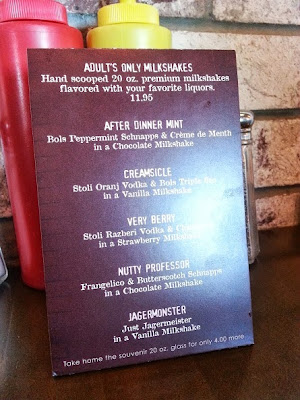 ADULT'S ONLY MILKSHAKES
Hand scooped 20 oz. premium milkshakes
flavored with your favorite liquors.
11.95
AFTER DINNER MINT
Bols Peppermint Schnapps & Crème de Menth
in a Chocolate Milkshake
CREAMSICLE
Stoli Oranj Vodka & Bols Triple Sec
in a Vanilla Milkshake
VERY BERRY
Stoli Razberi Vodka &
in a Strawberry Milkshake
NUTTY PROFESSOR
Frangelico & Butterscotch Schnapps
in a Chocolate Milkshake
JAGERMONSTER
Just Jagermeister
in a Vanilla Milkshake
Take home the souvenir 20 oz. glass for only 4.00 more